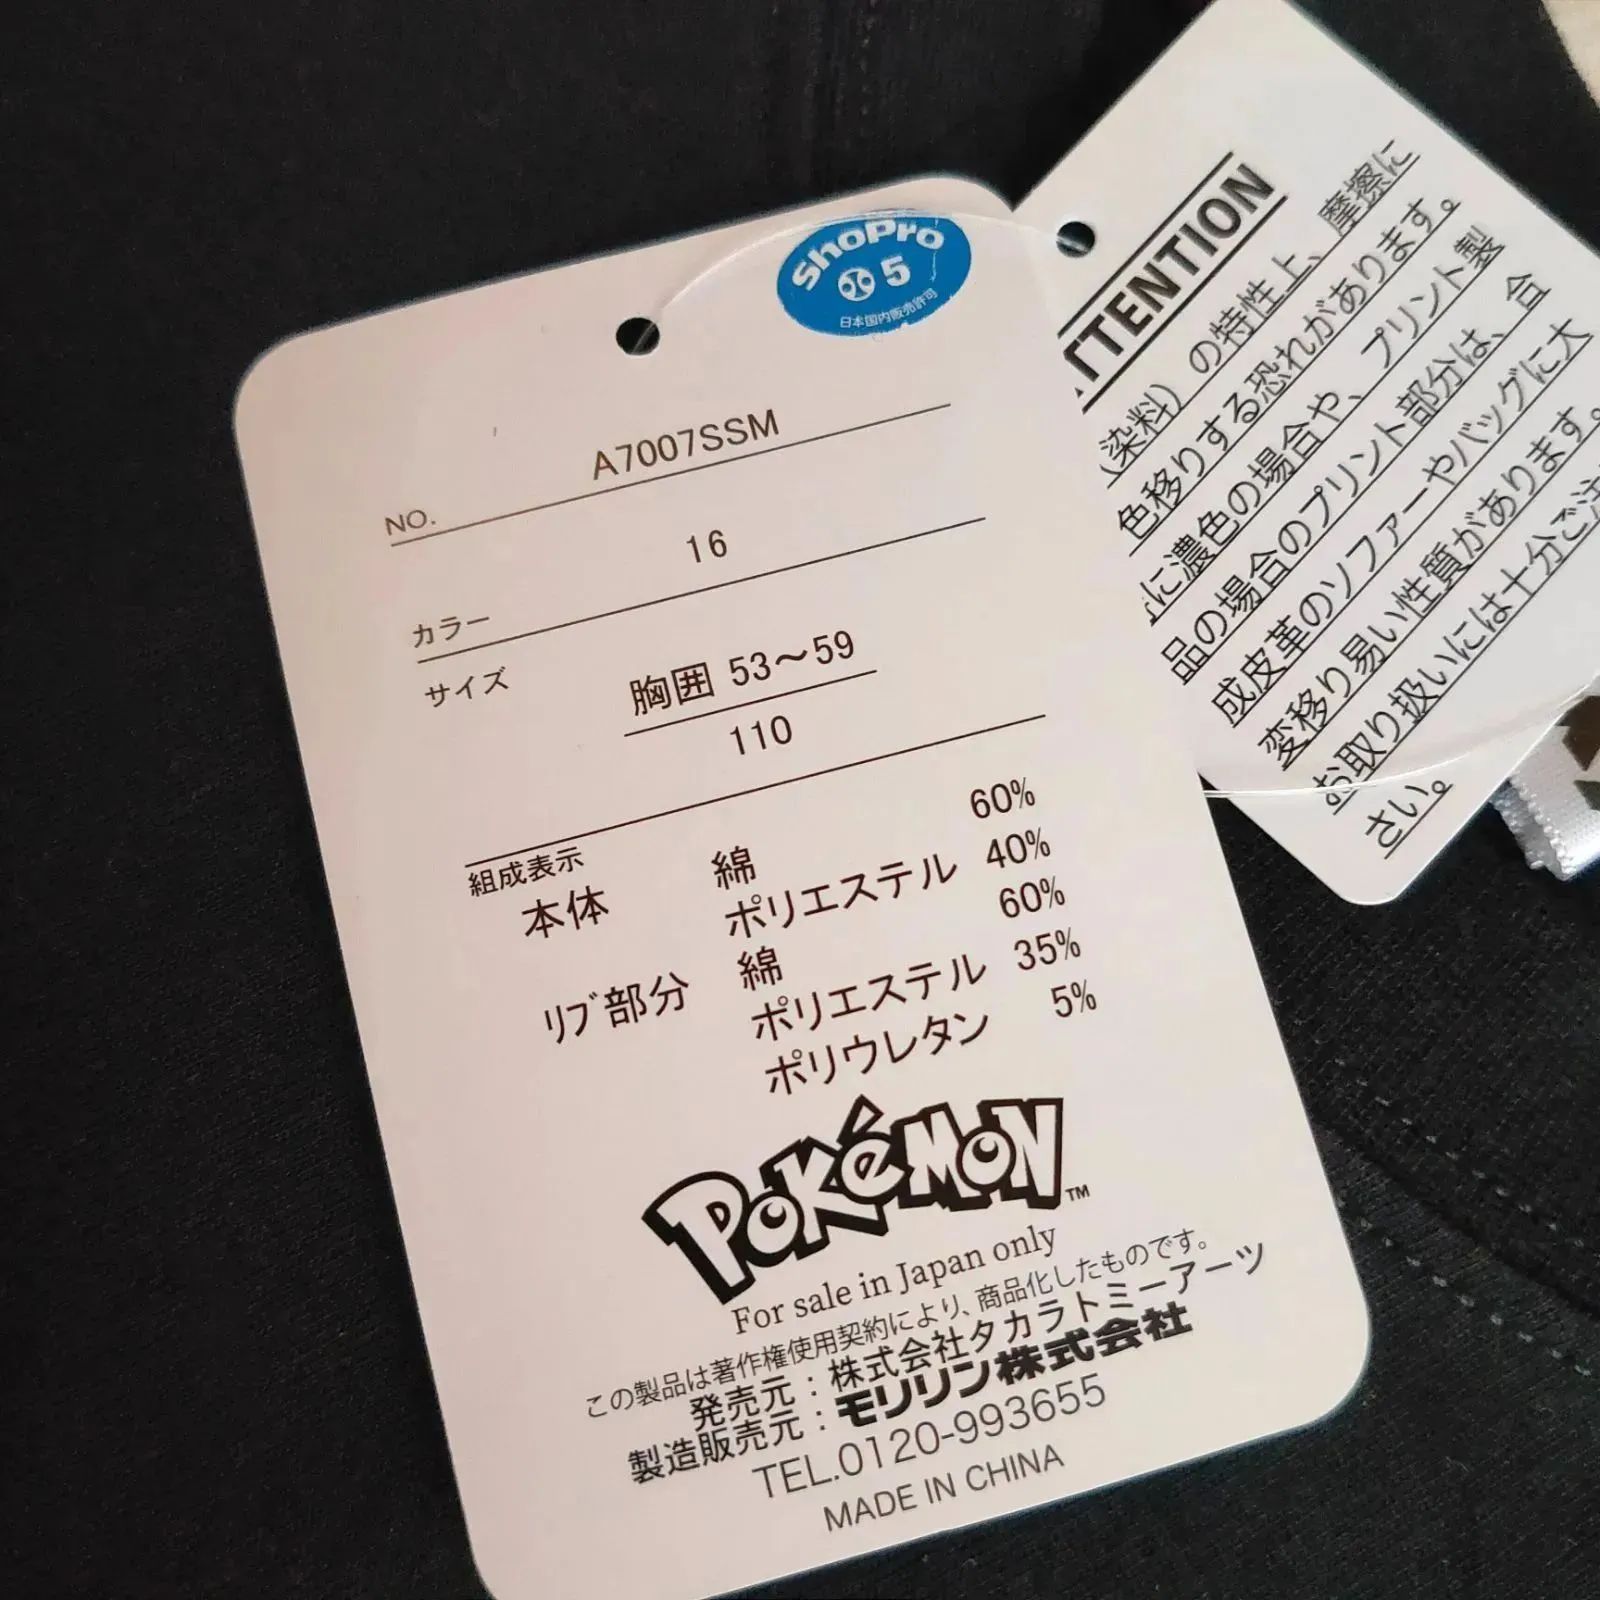 ShoPro
5
日本国内販売許可
NO.
A7007SSM
カラー
16
サイズ
胸囲 53～59
110
組成表示
本体 綿 60%
ポリエステル 40%
リブ部分 綿 60%
ポリエステル 35%
ポリウレタン 5%
POKéMON™
For sale in Japan only
この製品は著作権使用契約により、商品化したものです。
発売元：株式会社タカラトミーアーツ
製造販売元：モリリン株式会社
TEL.0120-993655
MADE IN CHINA
ATTENTION
(染料）の特性上、摩擦に
色移りする恐れがあります。
に濃色の場合や、プリント製
品の場合のプリント部分は、合
成皮革のソファーやバッグに大
変移り易い性質があります。
お取り扱いには十分ご注
さい。